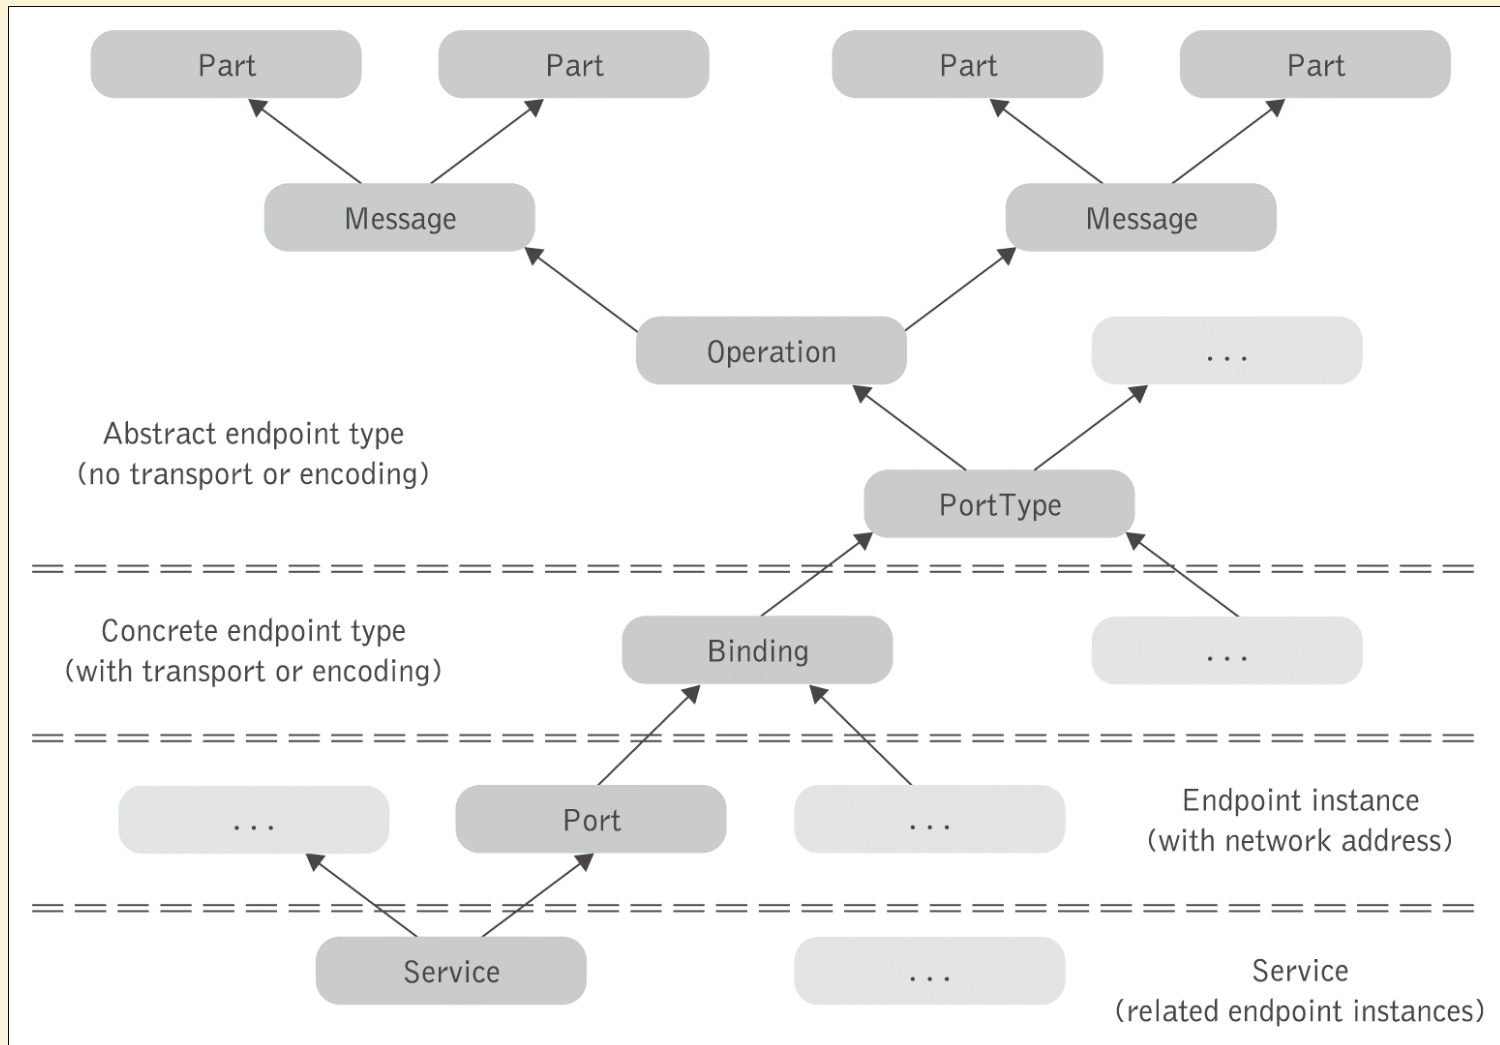 Part
Part
Part
Part
Message
Message
Operation
...
Abstract endpoint type
(no transport or encoding)
PortType
Concrete endpoint type
(with transport or encoding)
Binding
...
...
Port
...
Endpoint instance
(with network address)
Service
...
Service
(related endpoint instances)